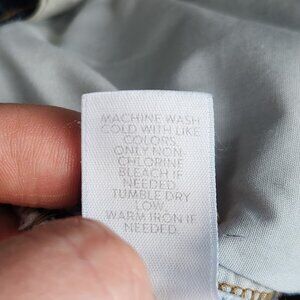 MACHINE WASH
COLD WITH LIKE
COLORS.
ONLY NON-
CHLORINE
BLEACH IF
NEEDED.
TUMBLE DRY
LOW.
WARM IRON IF
NEEDED.